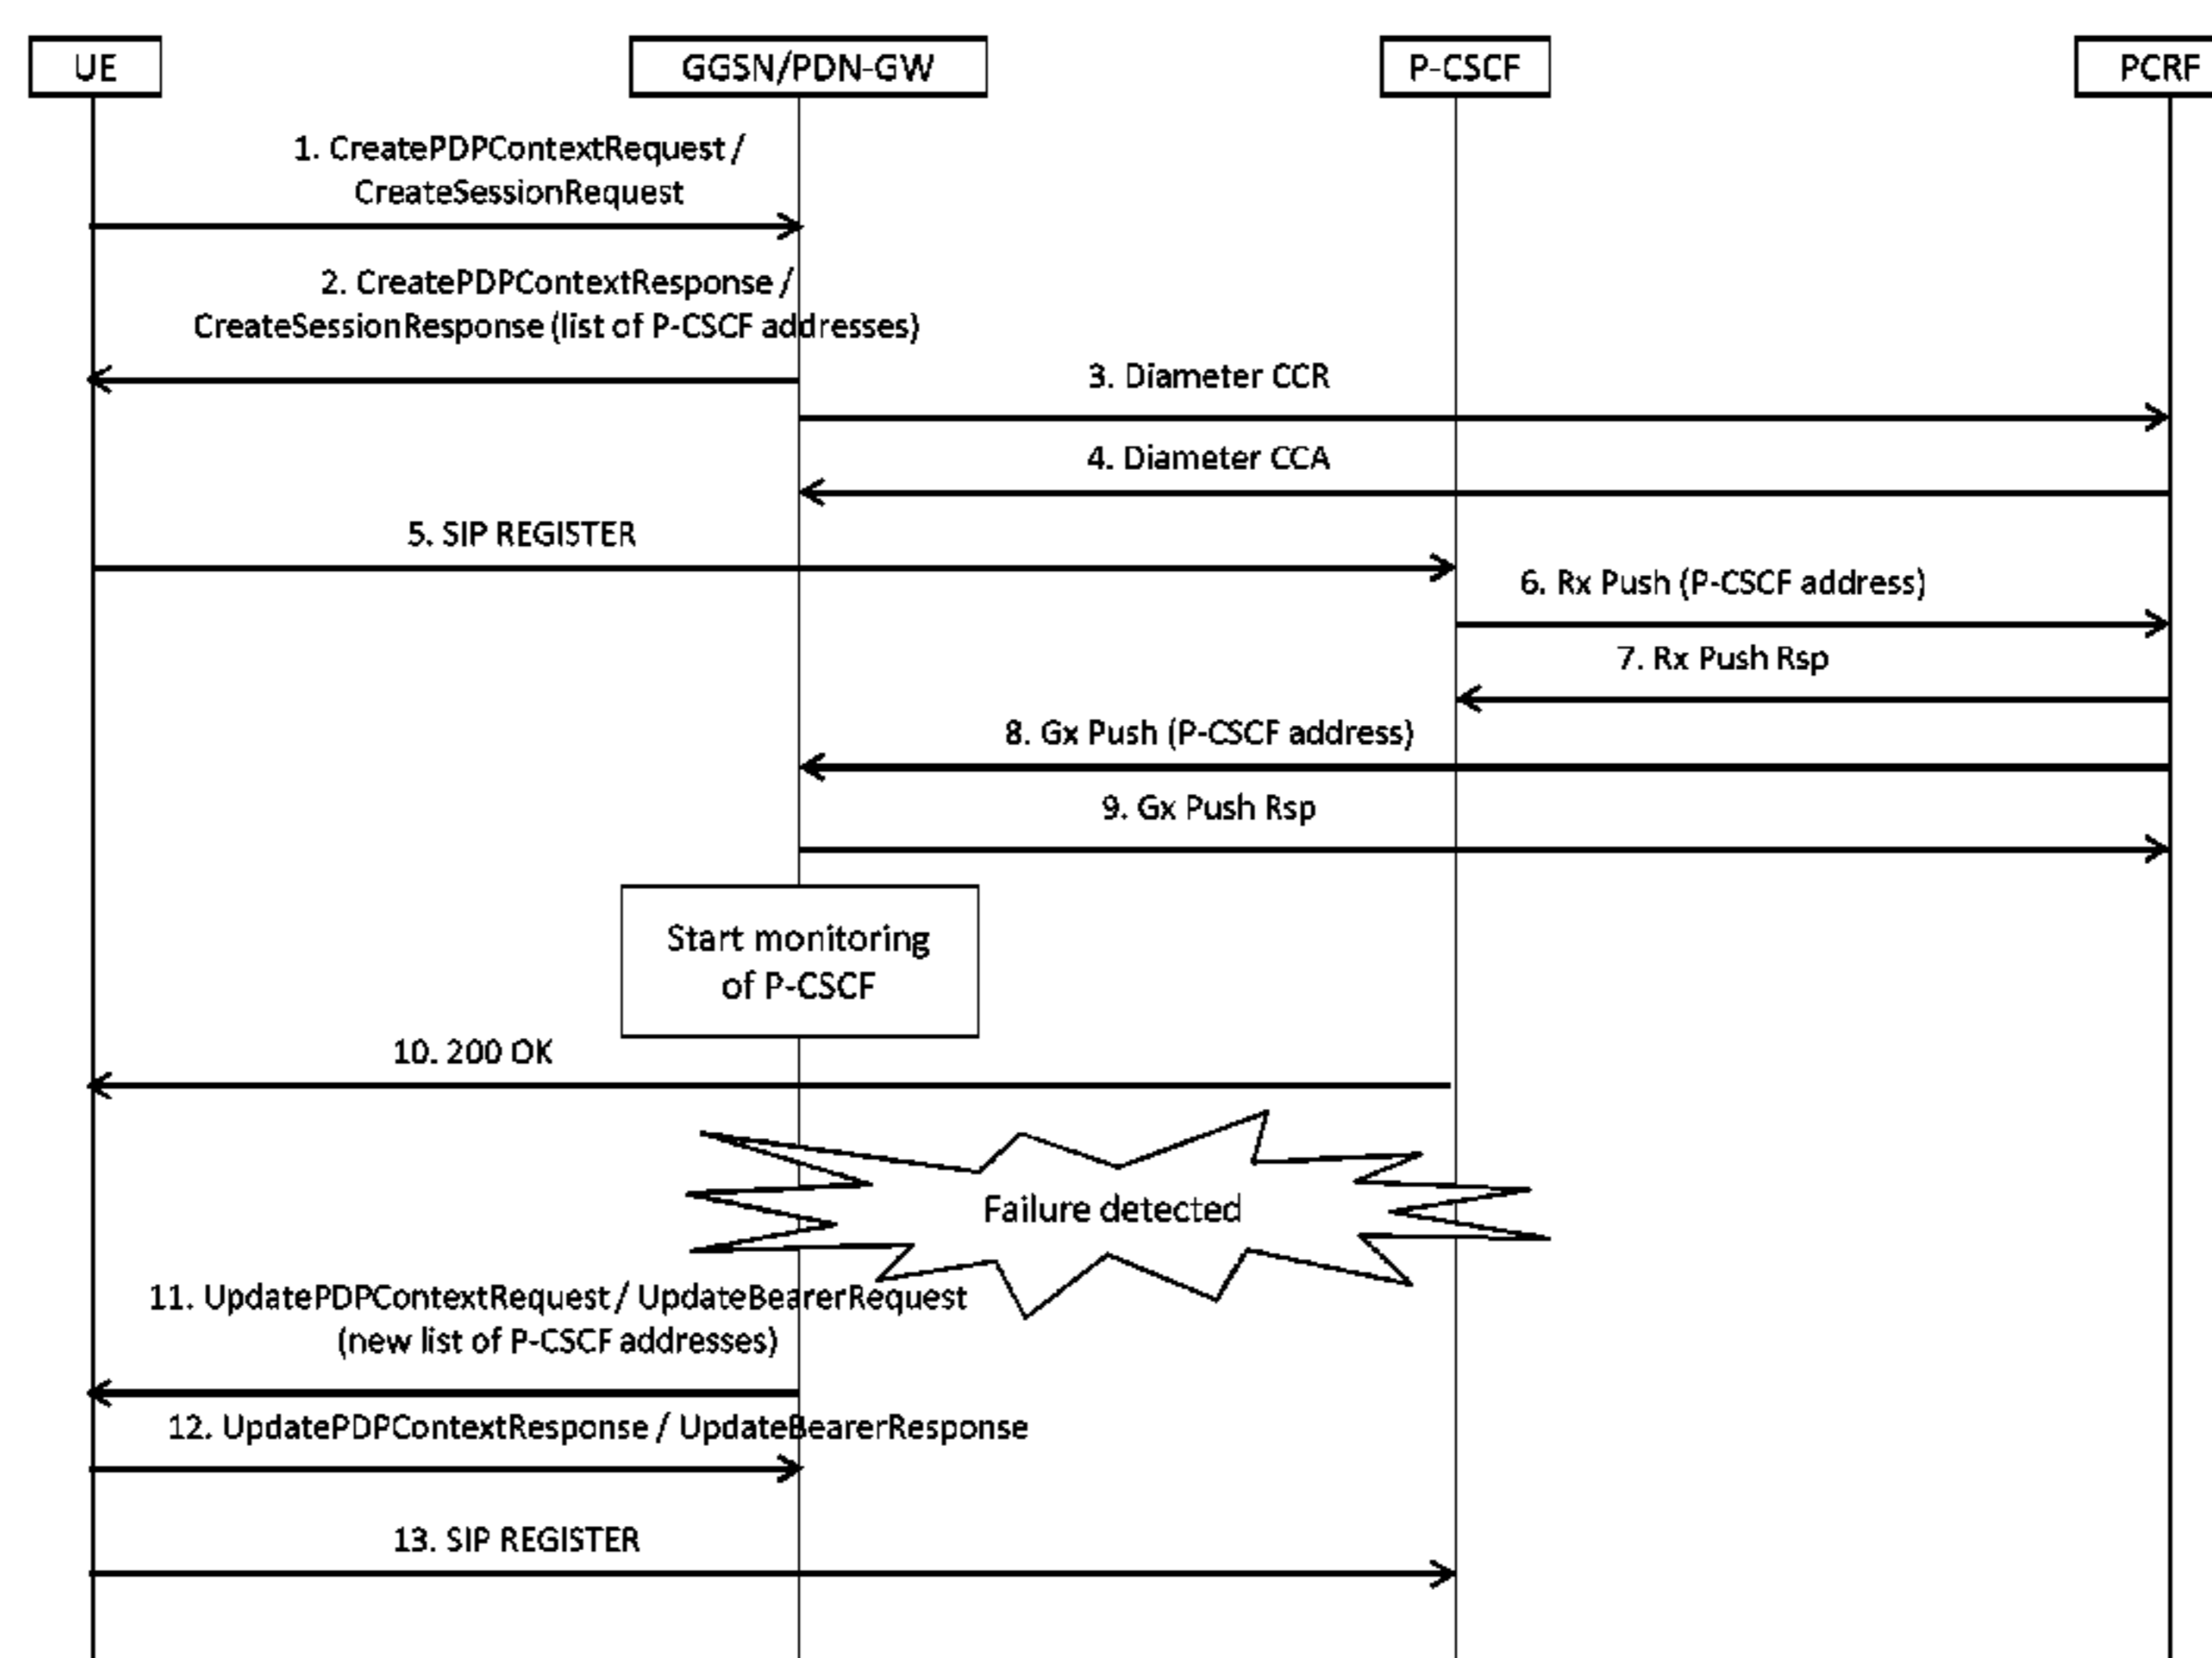 UE
GGSN/PDN-GW
P-CSCF
PCRF
1. CreatePDPContextRequest /
CreateSessionRequest
2. CreatePDPContextResponse /
CreateSessionResponse (list of P-CSCF addresses)
3. Diameter CCR
4. Diameter CCA
5. SIP REGISTER
6. Rx Push (P-CSCF address)
7. Rx Push Rsp
8. Gx Push (P-CSCF address)
9. Gx Push Rsp
Start monitoring
of P-CSCF
10. 200 OK
Failure detected
11. UpdatePDPContextRequest / UpdateBearerRequest
(new list of P-CSCF addresses)
12. UpdatePDPContextResponse / UpdateBearerResponse
13. SIP REGISTER